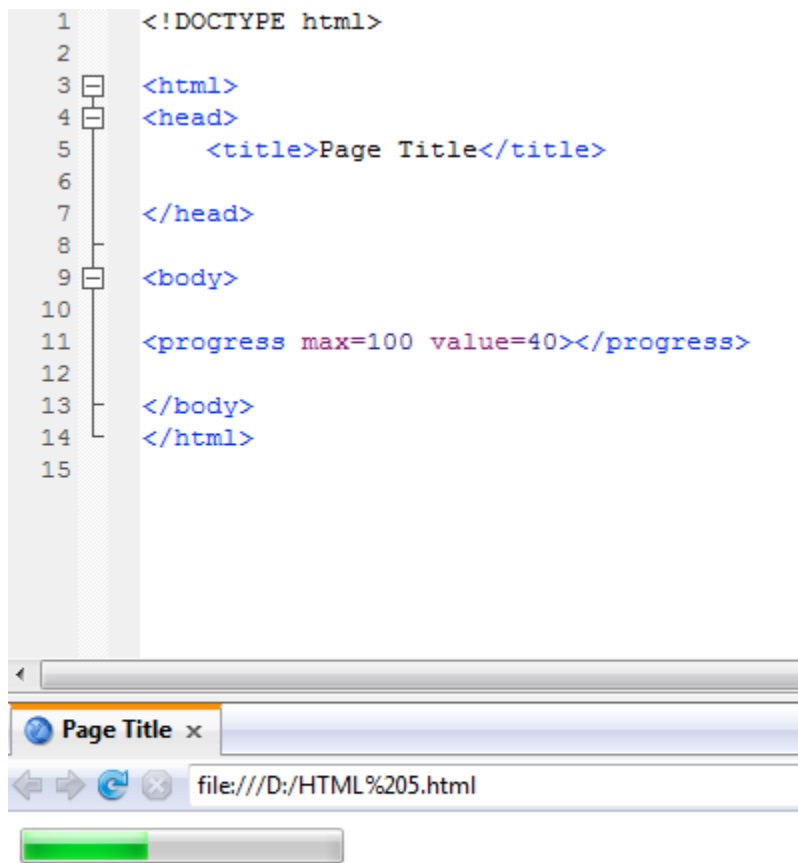 1 <!DOCTYPE html>
2
3 <html>
4 <head>
5 <title>Page Title</title>
6
7 </head>
8
9 <body>
10
11 <progress max=100 value=40></progress>
12
13 </body>
14 </html>
15
Page Title x
file:///D:/HTML%205.html